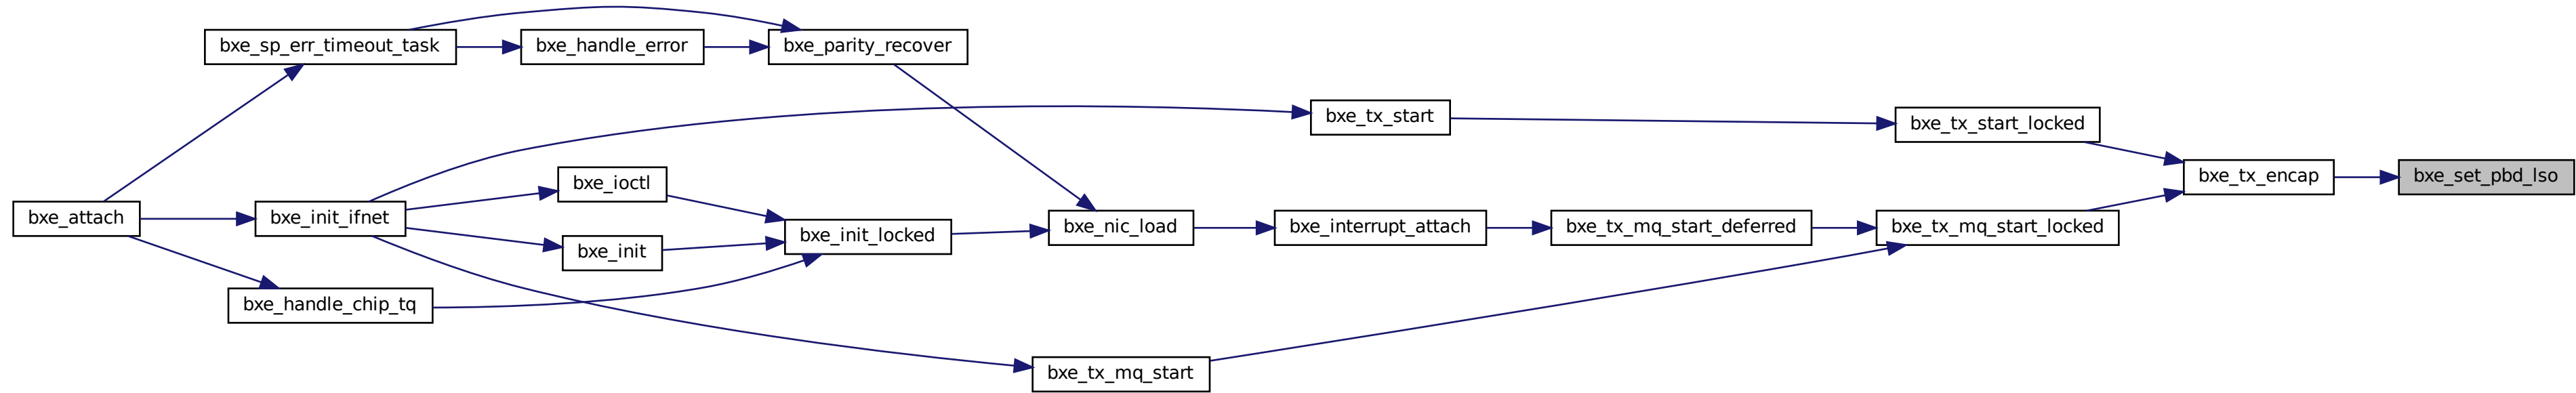 bxe_sp_err_timeout_task
bxe_handle_error
bxe_parity_recover
bxe_tx_start
bxe_tx_start_locked
bxe_ioctl
bxe_tx_encap
bxe_set_pbd_lso
bxe_attach
bxe_init_ifnet
bxe_init_locked
bxe_nic_load
bxe_interrupt_attach
bxe_tx_mq_start_deferred
bxe_tx_mq_start_locked
bxe_init
bxe_handle_chip_tq
bxe_tx_mq_start